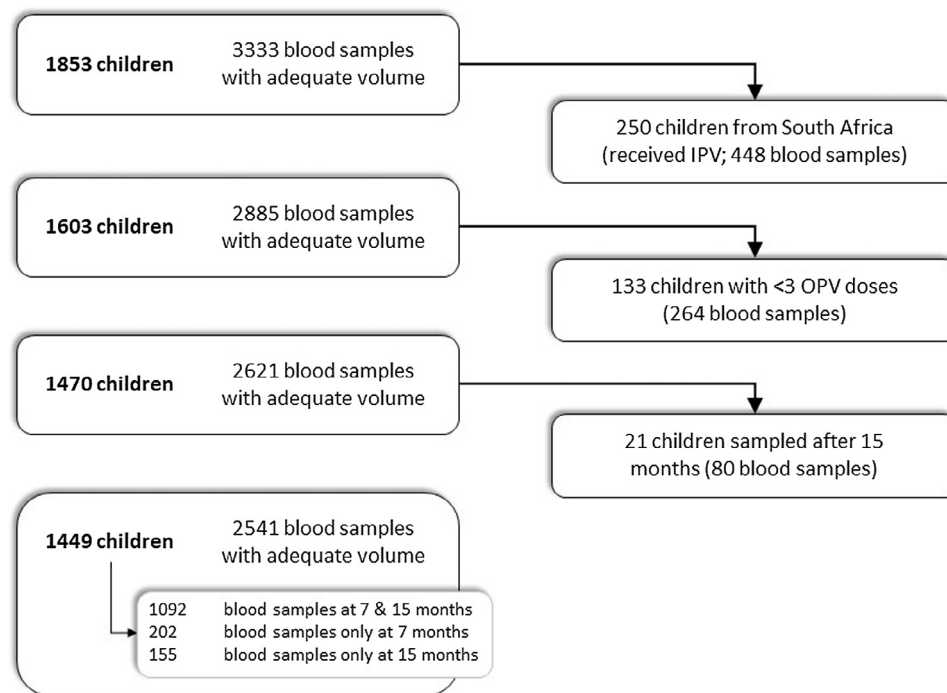 1853 children
3333 blood samples
with adequate volume
250 children from South Africa
(received IPV; 448 blood samples)
1603 children
2885 blood samples
with adequate volume
133 children with <3 OPV doses
(264 blood samples)
1470 children
2621 blood samples
with adequate volume
21 children sampled after 15
months (80 blood samples)
1449 children
2541 blood samples
with adequate volume
1092 blood samples at 7 & 15 months
202 blood samples only at 7 months
155 blood samples only at 15 months